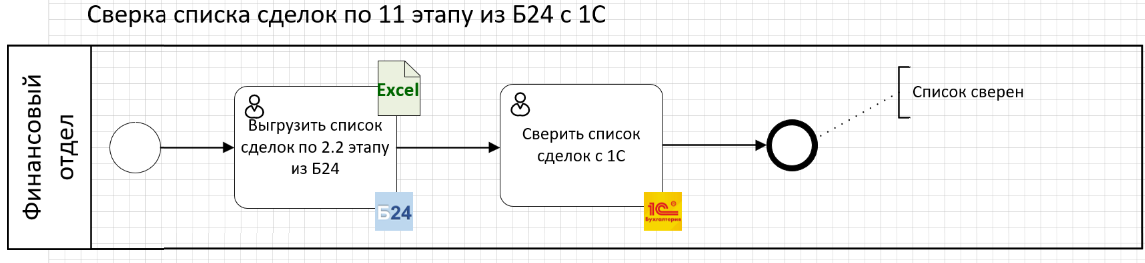 Сверка списка сделок по 11 этапу из Б24 с 1С
Финансовый
отдел
Excel
Выгрузить список
сделок по 2.2 этапу
из Б24
Б24
Сверить список
сделок с 1С
1С
Бухгалтерия
Список сверен